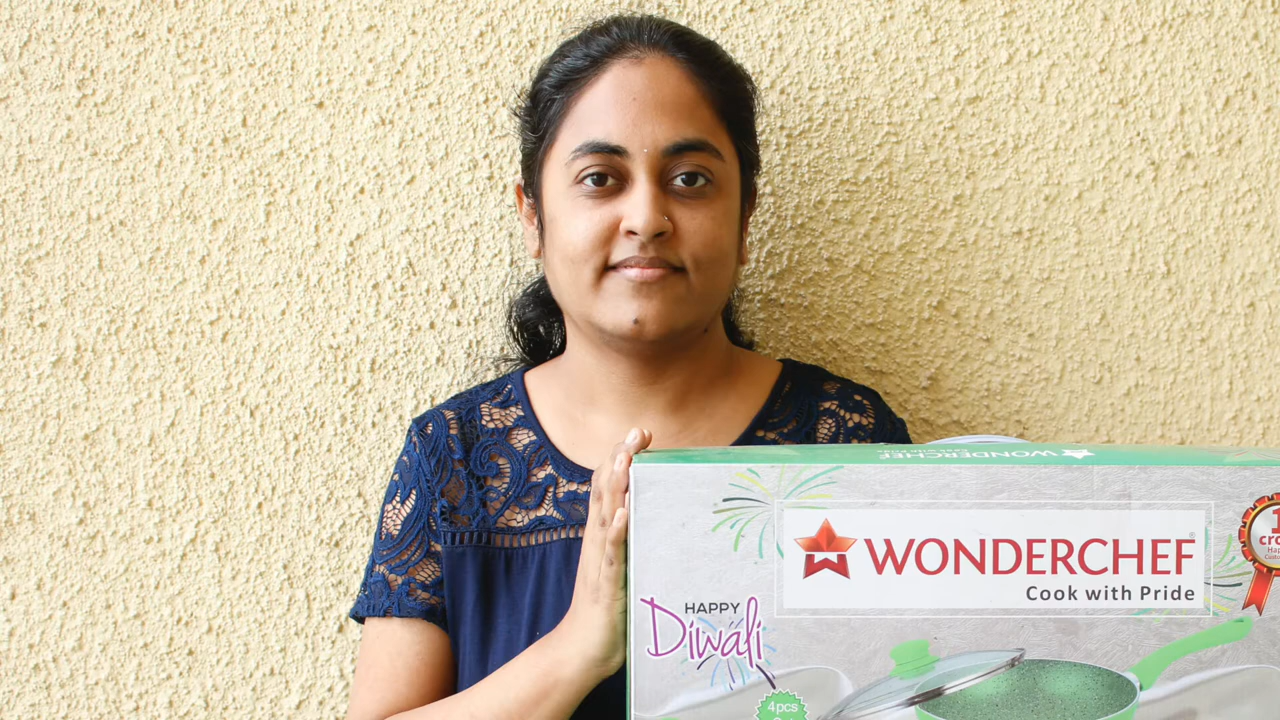 WONDERCHEF
WONDERCHEF®
Cook with Pride
HAPPY
Diwali
4pcs